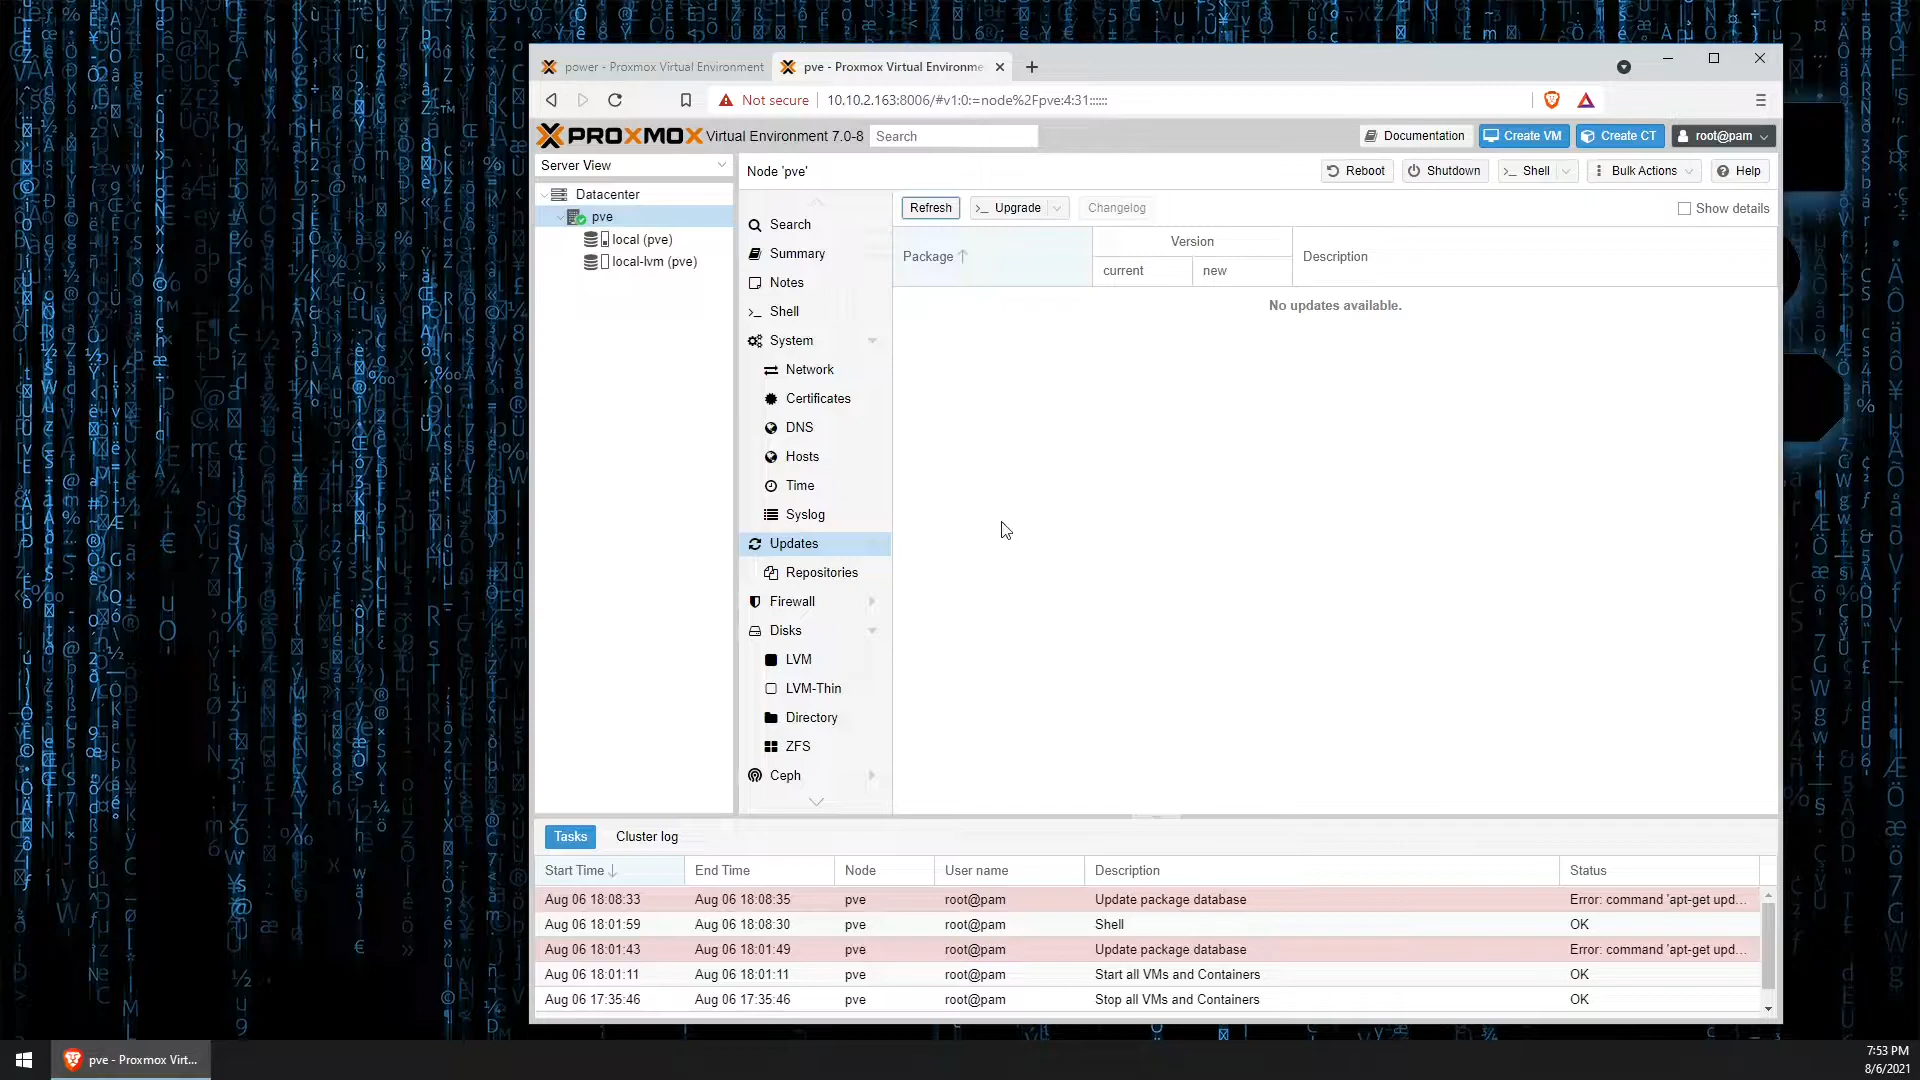 power - Proxmox Virtual Environment
pve - Proxmox Virtual Environme
Not secure
10.10.2.163:8006/#v1:0:=node%2Fpve:4:31::::::
PROXMOX Virtual Environment 7.0-8
Search
Documentation
Create VM
Create CT
root@pam
Server View
Node 'pve'
Reboot
Shutdown
Shell
Bulk Actions
Help
Datacenter
pve
local (pve)
local-lvm (pve)
Search
Summary
Notes
Shell
System
Network
Certificates
DNS
Hosts
Time
Syslog
Updates
Repositories
Firewall
Disks
LVM
LVM-Thin
Directory
ZFS
Ceph
Refresh
Upgrade
Changelog
Show details
Package
Version
current
new
Description
No updates available.
Tasks
Cluster log
Start Time End Time Node User name Description Status
Aug 06 18:08:33 Aug 06 18:08:35 pve root@pam Update package database Error: command 'apt-get upd...
Aug 06 18:01:59 Aug 06 18:08:30 pve root@pam Shell OK
Aug 06 18:01:43 Aug 06 18:01:49 pve root@pam Update package database Error: command 'apt-get upd...
Aug 06 18:01:11 Aug 06 18:01:11 pve root@pam Start all VMs and Containers OK
Aug 06 17:35:46 Aug 06 17:35:46 pve root@pam Stop all VMs and Containers OK
pve - Proxmox Virt...
7:53 PM
8/6/2021